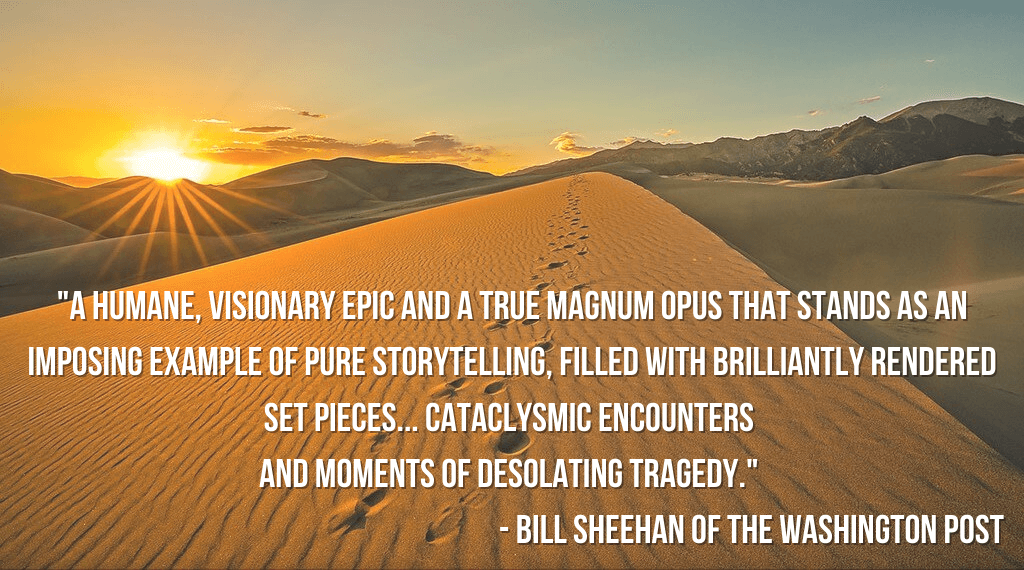 "A HUMANE, VISIONARY EPIC AND A TRUE MAGNUM OPUS THAT STANDS AS AN
IMPOSING EXAMPLE OF PURE STORYTELLING, FILLED WITH BRILLIANTLY RENDERED
SET PIECES... CATACLYSMIC ENCOUNTERS
AND MOMENTS OF DESOLATING TRAGEDY."
- BILL SHEEHAN OF THE WASHINGTON POST